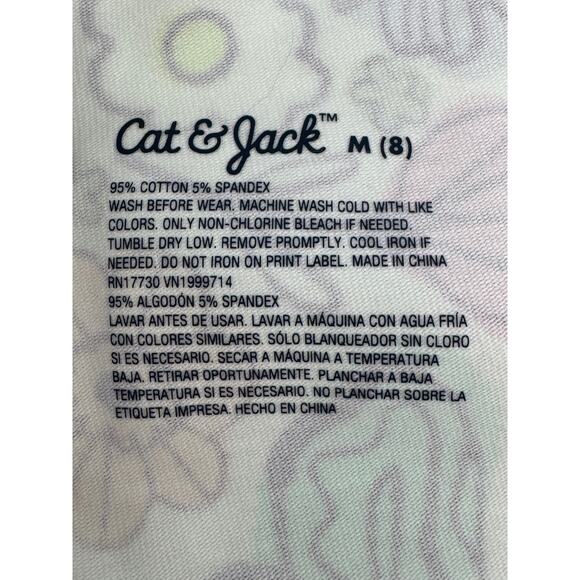 Cat & Jack™ M (8)
95% COTTON 5% SPANDEX
WASH BEFORE WEAR. MACHINE WASH COLD WITH LIKE
COLORS. ONLY NON-CHLORINE BLEACH IF NEEDED.
TUMBLE DRY LOW. REMOVE PROMPTLY. COOL IRON IF
NEEDED. DO NOT IRON ON PRINT LABEL. MADE IN CHINA
RN17730 VN1999714
95% ALGODÓN 5% SPANDEX
LAVAR ANTES DE USAR. LAVAR A MÁQUINA CON AGUA FRÍA
CON COLORES SIMILARES. SÓLO BLANQUEADOR SIN CLORO
SI ES NECESARIO. SECAR A MÁQUINA A TEMPERATURA
BAJA. RETIRAR OPORTUNAMENTE. PLANCHAR A BAJA
TEMPERATURA SI ES NECESARIO. NO PLANCHAR SOBRE LA
ETIQUETA IMPRESA. HECHO EN CHINA